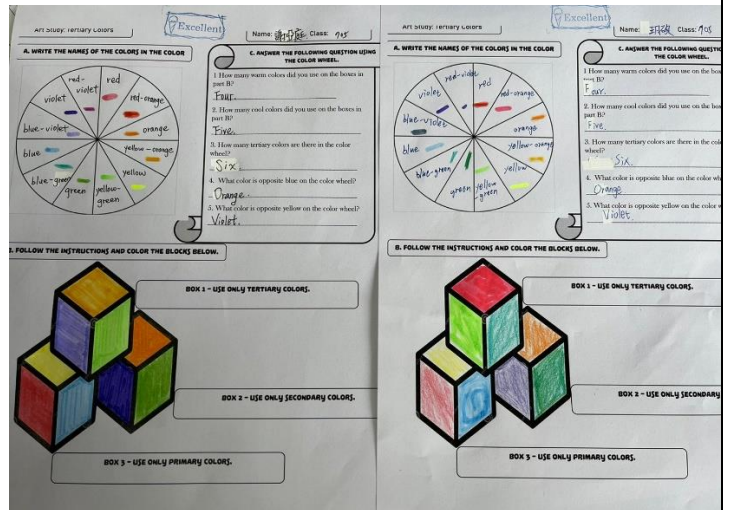 Art Study: Tertiary Colors
Excellent
Name: Class: 705
A. WRITE THE NAMES OF THE COLORS IN THE COLOR
red-violet
red
red-orange
orange
yellow-orange
yellow
yellow-green
green
blue-green
blue
blue-violet
violet
C. ANSWER THE FOLLOWING QUESTION USING
THE COLOR WHEEL.
1 How many warm colors did you use on the boxes in
part B?
Four.
2. How many cool colors did you use on the boxes in
part B?
Five.
3. How many tertiary colors are there in the color
wheel?
Six.
4. What color is opposite blue on the color wheel?
Orange.
5. What color is opposite yellow on the color wheel?
Violet.
B. FOLLOW THE INSTRUCTIONS AND COLOR THE BLOCKS BELOW.
BOX 1 - USE ONLY TERTIARY COLORS.
BOX 2 - USE ONLY SECONDARY COLORS.
BOX 3 - USE ONLY PRIMARY COLORS.
Art Study: Tertiary Colors
Excellent
Name: Class: 705
A. WRITE THE NAMES OF THE COLORS IN THE COLOR
red-violet
red
red-orange
orange
yellow-orange
yellow
yellow-green
green
blue-green
blue
blue-violet
violet
C. ANSWER THE FOLLOWING QUESTI
THE COLOR WHEEL.
1 How many warm colors did you use on the box
part B?
Four.
2. How many cool colors did you use on the box
part B?
Five.
3. How many tertiary colors are there in the col
wheel?
Six.
4. What color is opposite blue on the color wh
Orange
5. What color is opposite yellow on the color w
Violet.
B. FOLLOW THE INSTRUCTIONS AND COLOR THE BLOCKS BELOW.
BOX 1 - USE ONLY TERTIARY COLORS.
BOX 2 - USE ONLY SECONDARY
BOX 3 - USE ONLY PRIMARY COLORS.